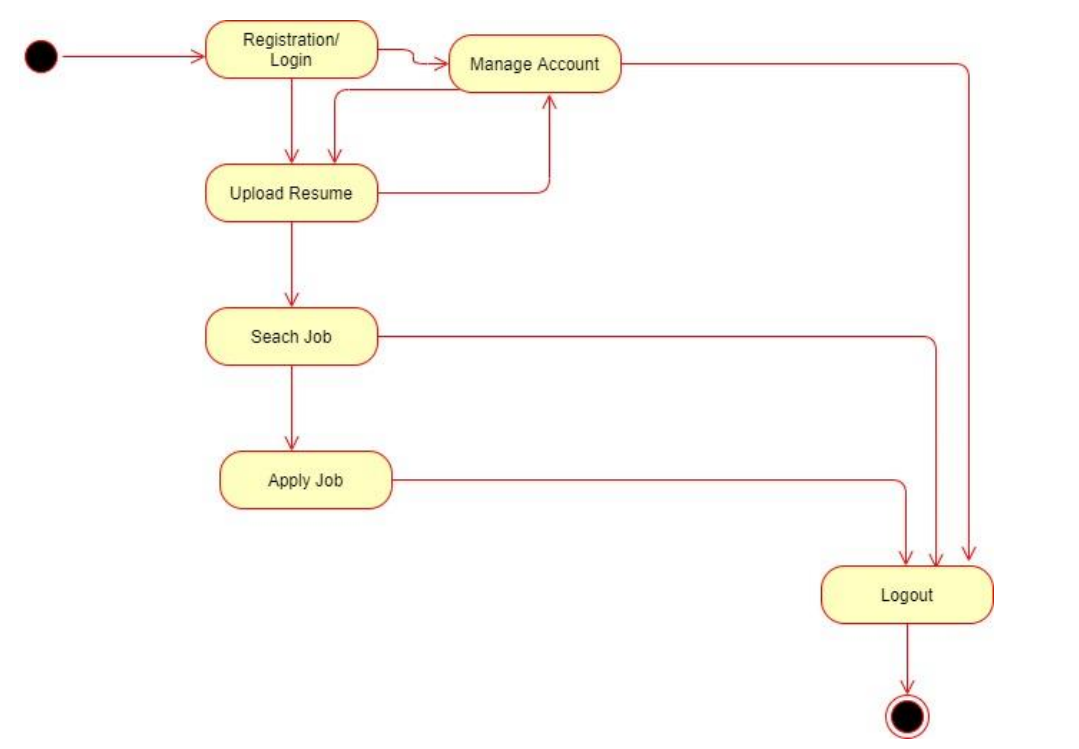 Registration/
Login
Manage Account
Upload Resume
Seach Job
Apply Job
Logout